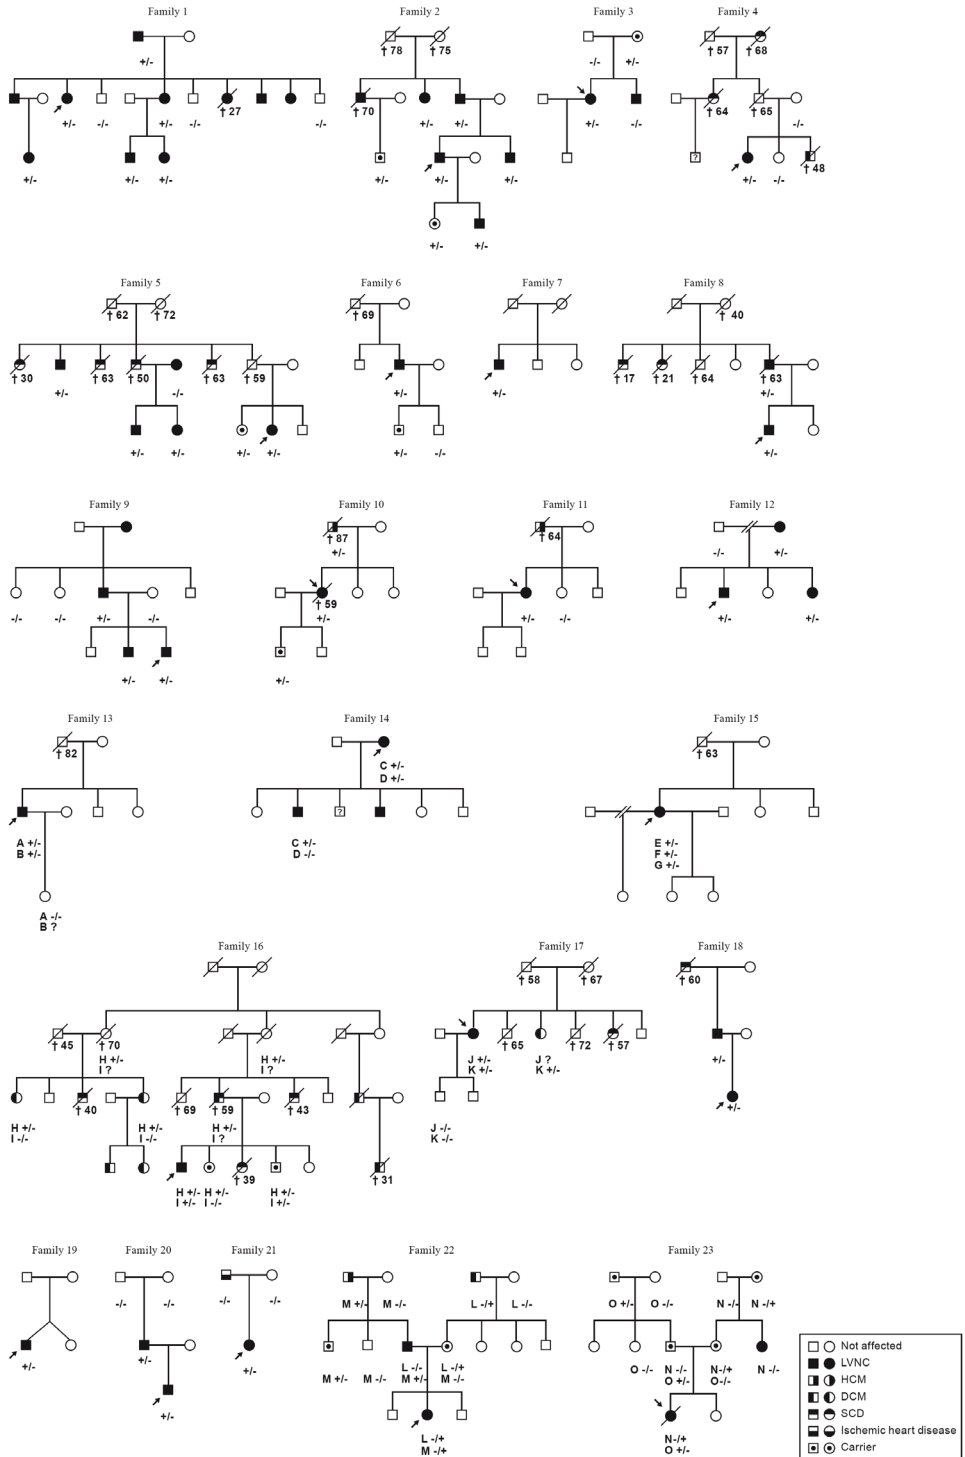 Family 1 Family 2 Family 3 Family 4
† 78 † 75 † 57 † 68
+/- -/- +/-
† 27 † 70 † 64 † 65
+/- -/- +/- -/- -/- +/- +/- +/- -/- -/-
?
† 48
+/- +/- +/- +/- +/- +/- +/- -/-
+/- +/-
Family 5 Family 6 Family 7 Family 8
† 62 † 72 † 69 † 40
† 30 † 63 † 50 † 63 † 59 † 17 † 21 † 64 † 63
+/- -/- +/- +/- +/-
+/- +/- +/- +/- +/- -/- +/-
Family 9 Family 10 Family 11 Family 12
† 87 † 64
+/- -/- +/-
† 59
-/- -/- +/- -/- +/- +/- -/- +/- +/-
+/- +/- +/-
Family 13 Family 14 Family 15
† 82 † 63
C +/-
D +/-
?
A +/- C +/- E +/-
B +/- D -/- F +/-
G +/-
A -/-
B ?
Family 16 Family 17 Family 18
† 58 † 67 † 60
† 45 † 70 † 65 † 72 † 57
H +/- H +/- J +/- J ? +/-
I ? I ? K +/- K +/-
† 40 † 69 † 59 † 43 +/-
H +/- H +/- H +/- J -/-
I -/- I -/- I ? K -/-
† 39 † 31
H +/- H +/- H +/-
I +/- I -/- I +/-
Family 19 Family 20 Family 21 Family 22 Family 23
-/- -/- -/- -/- M +/- M -/- L -/+ L -/- O +/- O -/- N -/- N -/+
+/- +/- +/- M +/- M -/- L -/- L -/+ O -/- N -/- N-/+ N -/-
M +/- M -/- O +/- O-/-
+/- L -/+ N-/+
M -/+ O +/-
Not affected
LVNC
HCM
DCM
SCD
Ischemic heart disease
Carrier